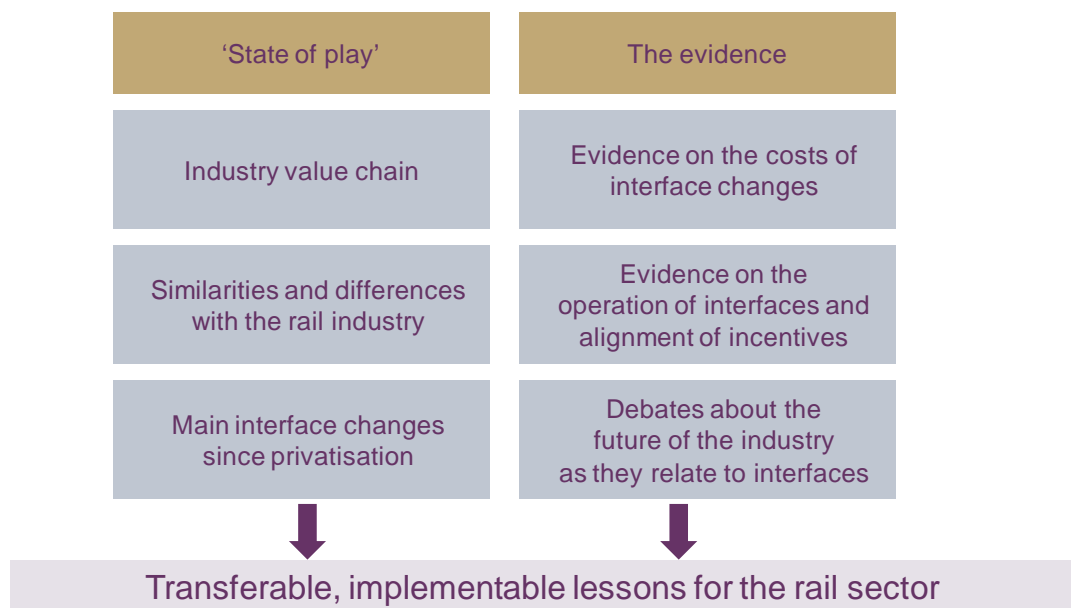 ‘State of play’
The evidence
Industry value chain
Evidence on the costs of
interface changes
Similarities and differences
with the rail industry
Evidence on the
operation of interfaces and
alignment of incentives
Main interface changes
since privatisation
Debates about the
future of the industry
as they relate to interfaces
Transferable, implementable lessons for the rail sector